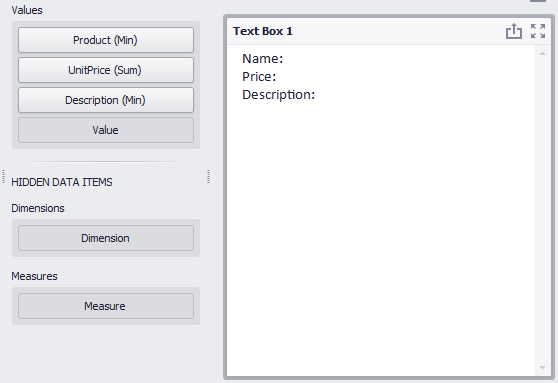 Values
Product (Min)
UnitPrice (Sum)
Description (Min)
Value
HIDDEN DATA ITEMS
Dimensions
Dimension
Measures
Measure
Text Box 1
Name:
Price:
Description: